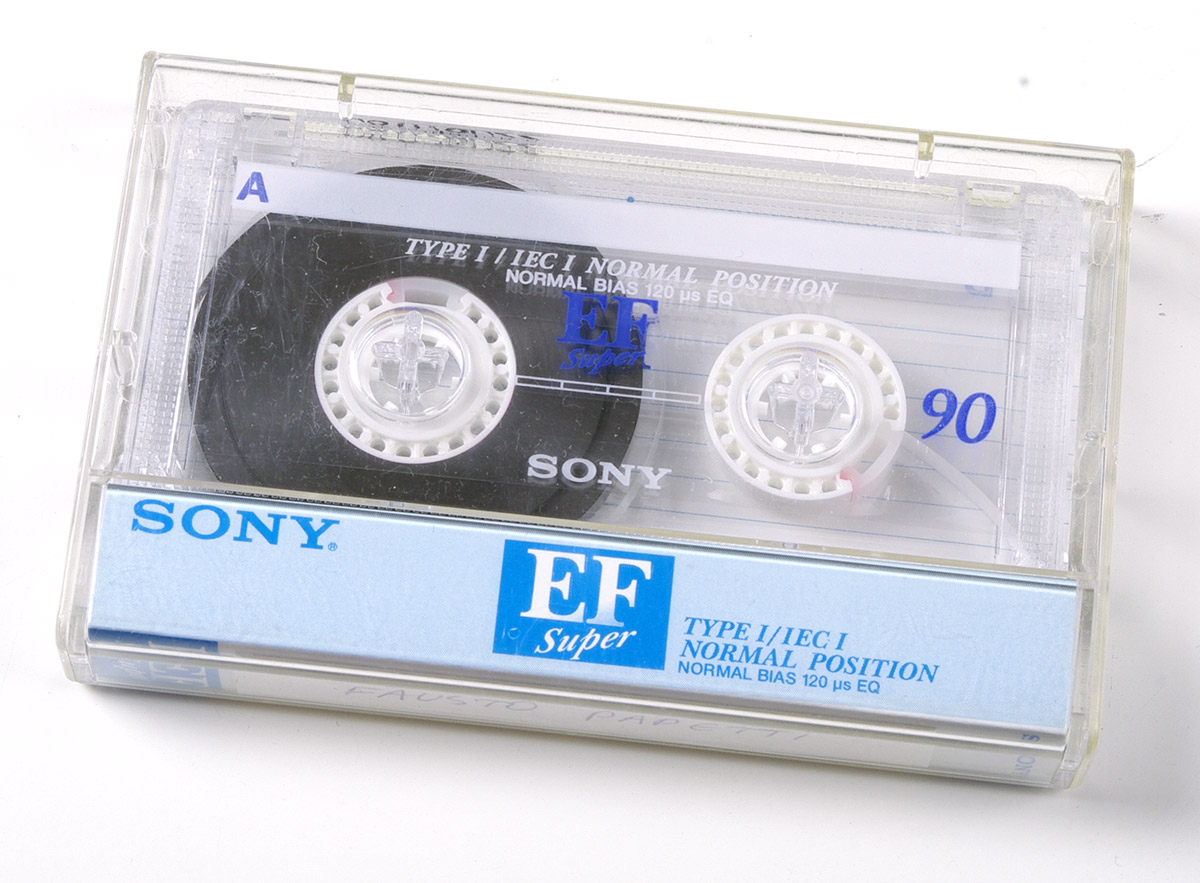 A
TYPE I / IEC I NORMAL POSITION
NORMAL BIAS 120 µs EQ
EF
Super
90
SONY
SONY®
EF
Super
TYPE I/IEC I
NORMAL POSITION
NORMAL BIAS 120 µs EQ
FAUSTO PAPETTI